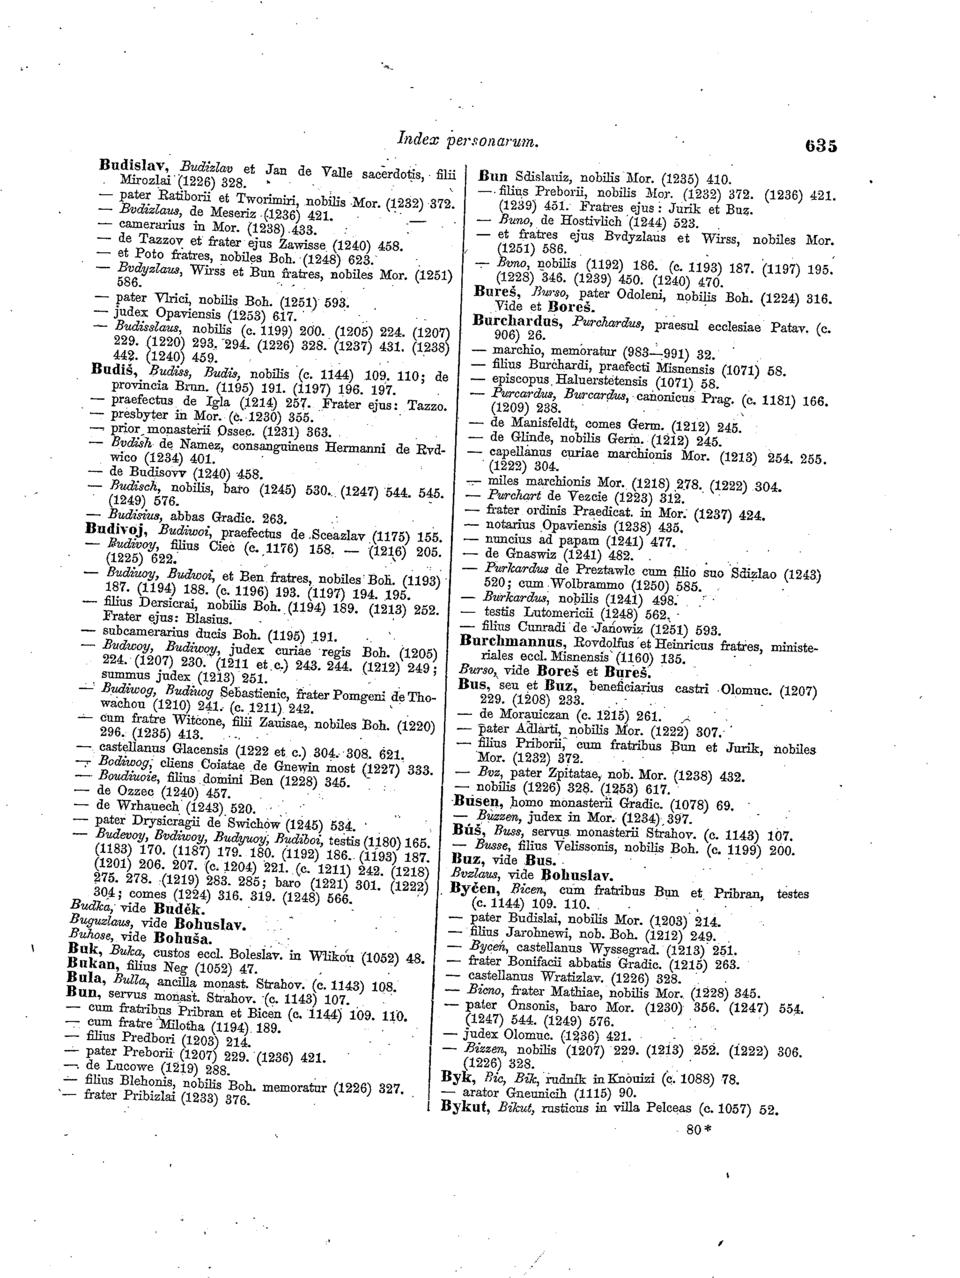 Index personarum.
635
Budislav, Budizlav et Jan de Valle sacerdotis, filii
Mirozlai (1226) 328.
— pater Ratiborii et Tworimiri, nobilis Mor. (1232) 372.
— Bvdizlaus, de Meseriz (1236) 421.
— camerarius in Mor. (1238) 433.
— de Tazzov et frater ejus Zawisse (1240) 458.
— et Poto fratres, nobiles Boh. (1248) 623.
— Bvdyzlaus, Wirss et Bun fratres, nobiles Mor. (1251)
586.
— pater Vlrici, nobilis Boh. (1251) 593.
— judex Opaviensis (1253) 617.
— Budisslaus, nobilis (c. 1199) 200. (1205) 224. (1207)
229. (1220) 293. 294. (1226) 328. (1237) 431. (1238)
442. (1240) 459.
Budiš, Budiss, Budis, nobilis (c. 1144) 109. 110; de
provincia Brnn. (1195) 191. (1197) 196. 197.
— praefectus de Igla (1214) 257. Frater ejus: Tazzo.
— presbyter in Mor. (c. 1230) 355.
— prior monasterii Ossec. (1231) 363.
— Bvdish de Namez, consanguineus Hermanni de Rvd-
wico (1234) 401.
— de Budisovv (1240) 458.
— Budisch, nobilis, baro (1245) 530. (1247) 544. 545.
(1249) 576.
— Budisius, abbas Gradic. 263.
Budivoj, Budiwoi, praefectus de Sceazlav (1175) 155.
— Budivoy, filius Ciec (c. 1176) 158. — (1216) 205.
(1225) 622.
— Budiuoy, Budwoi, et Ben fratres, nobiles Boh. (1193)
187. (1194) 188. (c. 1196) 193. (1197) 194. 195.
— filius Dersicrai, nobilis Boh. (1194) 189. (1213) 252.
Frater ejus: Blasius.
— subcamerarius ducis Boh. (1195) 191.
— Budwoy, Budiwoy, judex curiae regis Boh. (1205)
224. (1207) 230. (1211 et c.) 243. 244. (1212) 249;
summus judex (1213) 251.
— Budiwog, Budiuog Sebastienic, frater Pomgeni de Tho-
wachou (1210) 241. (c. 1211) 242.
— cum fratre Witcone, filii Zauisae, nobiles Boh. (1220)
296. (1235) 413.
— castellanus Glacensis (1222 et c.) 304. 308. 621.
— Bodiwog, cliens Coiatae de Gnewin most (1227) 333.
— Boudiuoie, filius domini Ben (1228) 345.
— de Ozzec (1240) 457.
— de Wrhauech (1243) 520.
— pater Drysicragii de Swichow (1245) 534.
— Budevoy, Bvdiwoy, Budyuoy, Budiboi, testis (1180) 165.
(1183) 170. (1187) 179. 180. (1192) 186. (1193) 187.
(1201) 206. 207. (c. 1204) 221. (c. 1211) 242. (1218)
275. 278. (1219) 283. 285; baro (1221) 301. (1222)
304; comes (1224) 316. 319. (1248) 566.
Budka, vide Buděk.
Buguzlaus, vide Bohuslav.
Buhose, vide Bohuša.
Buk, Buka, custos eccl. Boleslav. in Wlikou (1052) 48.
Bukan, filius Neg (1052) 47.
Bula, Bulla, ancilla monast. Strahov. (c. 1143) 108.
Bun, servus monast. Strahov. (c. 1143) 107.
— cum fratribus Pribran et Bicen (c. 1144) 109. 110.
— cum fratre Milotha (1194) 189.
— filius Predbori (1203) 214.
— pater Preborii (1207) 229. (1236) 421.
— de Lucowe (1219) 288.
— filius Blehonis, nobilis Boh. memoratur (1226) 327.
— frater Pribizlai (1233) 376.
Bun Sdislauiz, nobilis Mor. (1235) 410.
— filius Preborii, nobilis Mor. (1232) 372. (1236) 421.
(1239) 451. Fratres ejus: Jurik et Buz.
— Buno, de Hostivlich (1244) 523.
— et fratres ejus Bvdyzlaus et Wirss, nobiles Mor.
(1251) 586.
— Bvno, nobilis (1192) 186. (c. 1193) 187. (1197) 195.
(1228) 346. (1239) 450. (1240) 470.
Bureš, Burso, pater Odoleni, nobilis Boh. (1224) 316.
Vide et Boreš.
Burchardus, Purchardus, praesul ecclesiae Patav. (c.
906) 26.
— marchio, memoratur (983—991) 32.
— filius Burchardi, praefecti Misnensis (1071) 58.
— episcopus Haluerstetensis (1071) 58.
— Purcardus, Burcardus, canonicus Prag. (c. 1181) 166.
(1209) 238.
— de Manisfeldt, comes Germ. (1212) 245.
— de Glinde, nobilis Germ. (1212) 245.
— capellanus curiae marchionis Mor. (1213) 254. 255.
(1222) 304.
— miles marchionis Mor. (1218) 278. (1222) 304.
— Purchart de Vezcie (1223) 312.
— frater ordinis Praedicat. in Mor. (1237) 424.
— notarius Opaviensis (1238) 435.
— nuncius ad papam (1241) 477.
— de Gnaswiz (1241) 482.
— Purkardus de Preztawlc cum filio suo Sdizlao (1243)
520; cum Wolbrammo (1250) 585.
— Burkardus, nobilis (1241) 498.
— testis Lutomericii (1248) 562.
— filius Cunradi de Janowiz (1251) 593.
Burchmannus, Rovdolfus et Heinricus fratres, ministe-
riales eccl. Misnensis (1160) 135.
Burso, vide Boreš et Bureš.
Bus, seu et Buz, beneficiarius castri Olomuc. (1207)
229. (1208) 233.
— de Morauiczan (c. 1215) 261.
— pater Adlarti, nobilis Mor. (1222) 307.
— filius Priborii, cum fratribus Bun et Jurik, nobiles
Mor. (1232) 372.
— Bvz, pater Zpitatae, nob. Mor. (1238) 432.
— nobilis (1226) 328. (1253) 617.
Busen, homo monasterii Gradic. (1078) 69.
— Buzzen, judex in Mor. (1234) 397.
Búš, Buss, servus monasterii Strahov. (c. 1143) 107.
— Busse, filius Velissonis, nobilis Boh. (c. 1199) 200.
Buz, vide Bus.
Bvzlaus, vide Bohuslav.
Byčen, Bicen, cum fratribus Bun et Pribran, testes
(c. 1144) 109. 110.
— pater Budislai, nobilis Mor. (1203) 214.
— filius Jarohnewi, nob. Boh. (1212) 249.
— Bycen, castellanus Wyssegrad. (1213) 251.
— frater Bonifacii abbatis Gradic. (1215) 263.
— castellanus Wratizlav. (1226) 328.
— Bicno, frater Mathiae, nobilis Mor. (1228) 345.
— pater Onsonis, baro Mor. (1230) 356. (1247) 554.
(1247) 544. (1249) 576.
— judex Olomuc. (1236) 421.
— Bizzen, nobilis (1207) 229. (1213) 252. (1222) 306.
(1226) 328.
Byk, Bic, Bik, rudník in Knouizi (c. 1088) 78.
— arator Gneunicih (1115) 90.
Bykut, Bikut, rusticus in villa Pelceas (c. 1057) 52.
80*